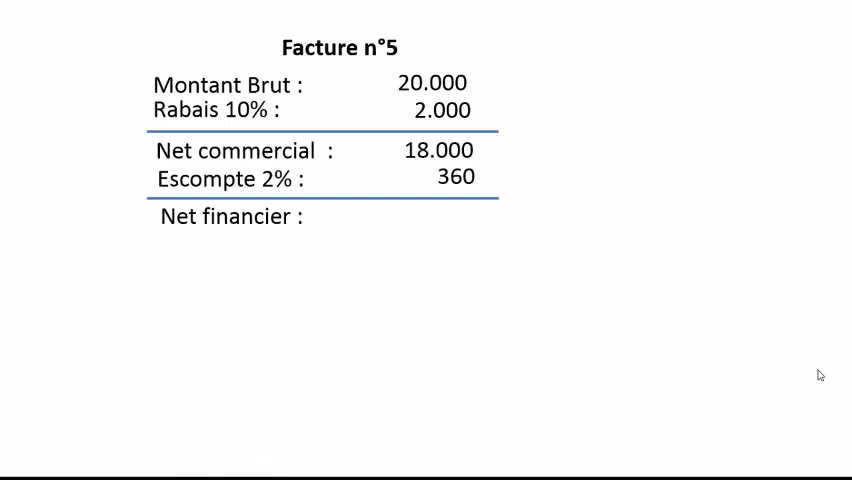 Facture n°5
Montant Brut : 20.000
Rabais 10% : 2.000
Net commercial : 18.000
Escompte 2% : 360
Net financier :